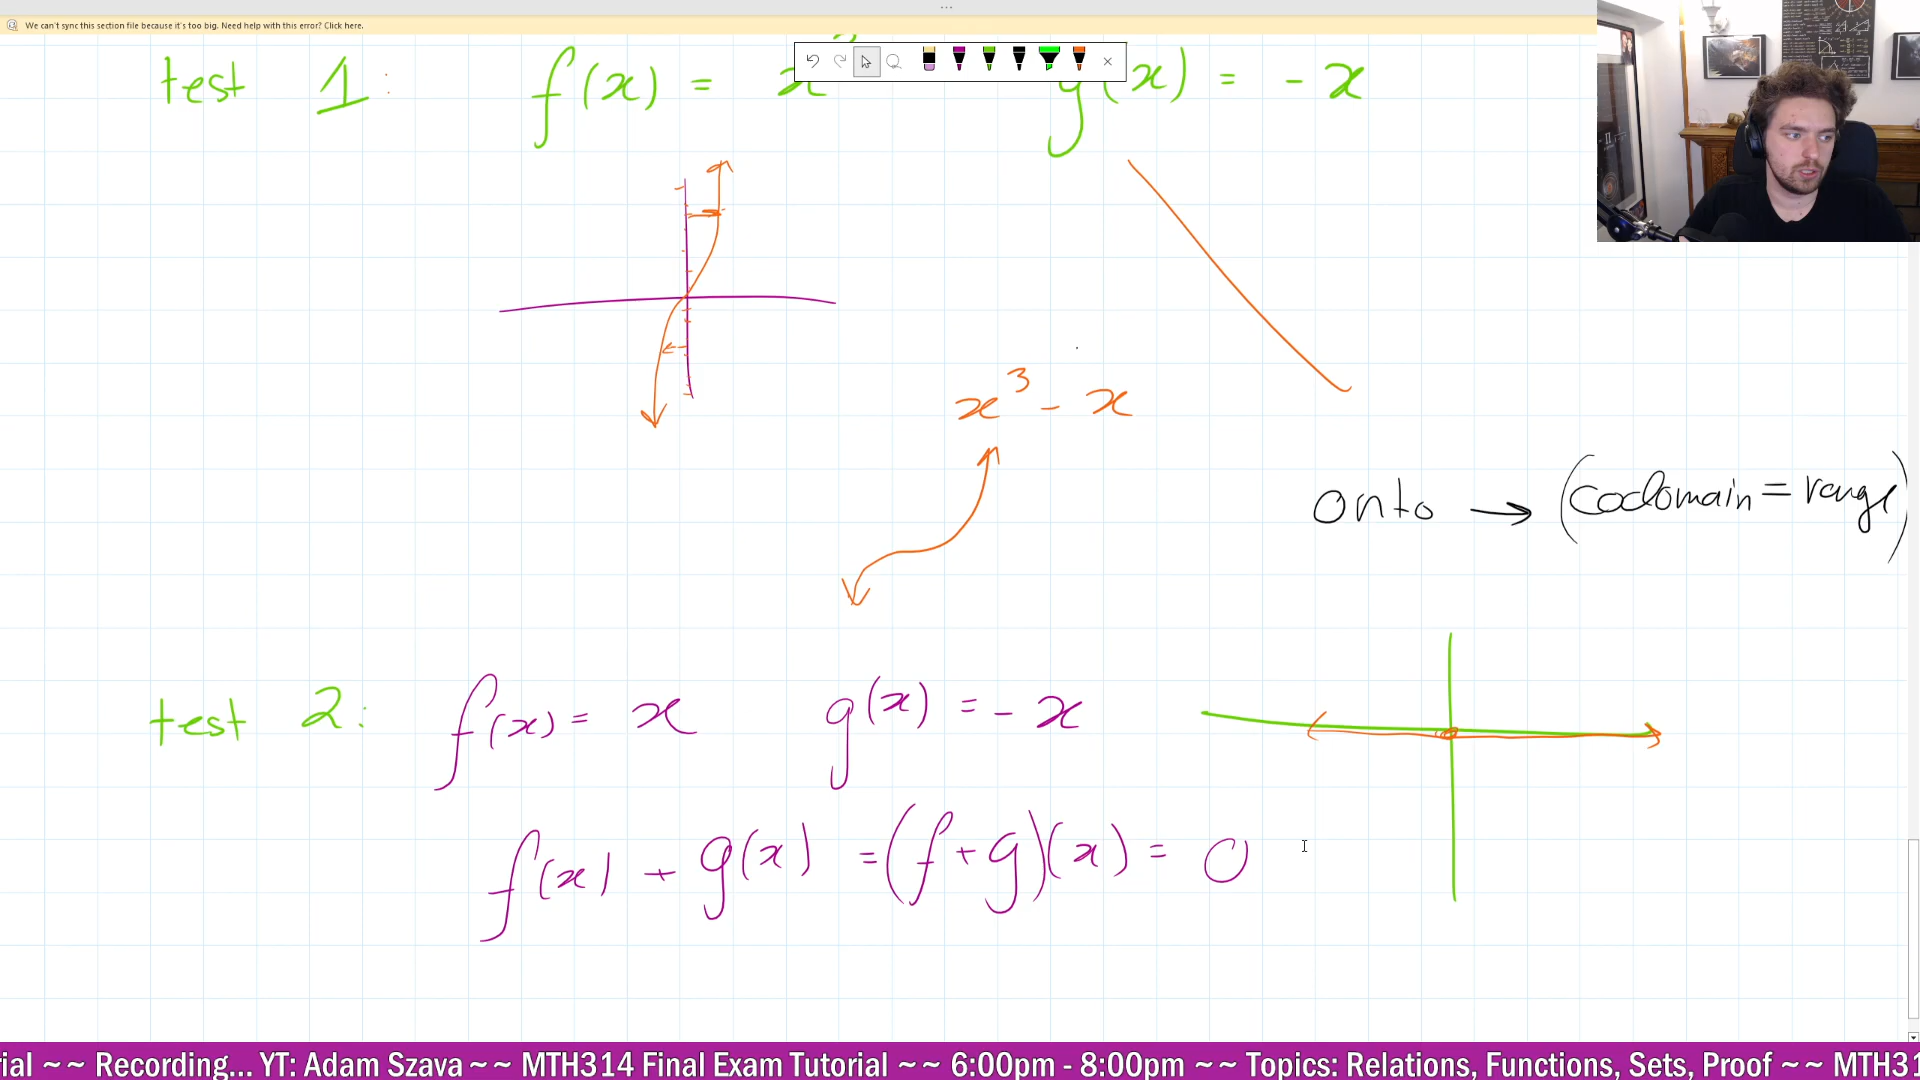 We can't sync this section file because it's too big. Need help with this error? Click here.
test 1: f(x) = x g(x) = - x
x³ - x
onto → (codomain = range)
test 2: f(x) = x g(x) = - x
f(x) + g(x) = (f+g)(x) = 0
rial ~~ Recording... YT: Adam Szava ~~ MTH314 Final Exam Tutorial ~~ 6:00pm - 8:00pm ~~ Topics: Relations, Functions, Sets, Proof ~~ MTH31